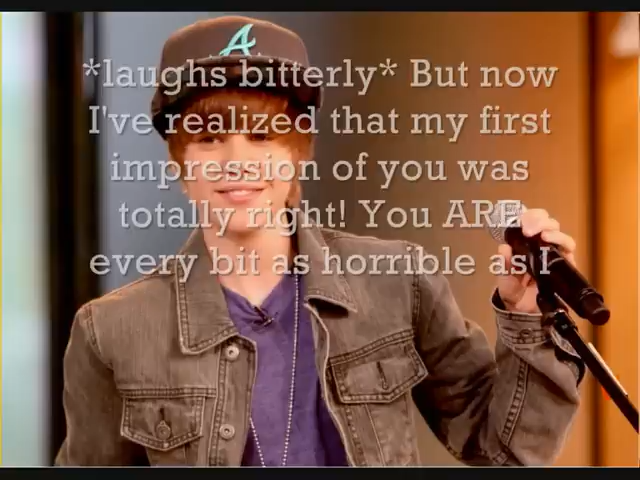 A
*laughs bitterly* But now
I've realized that my first
impression of you was
totally right! You ARE
every bit as horrible as I